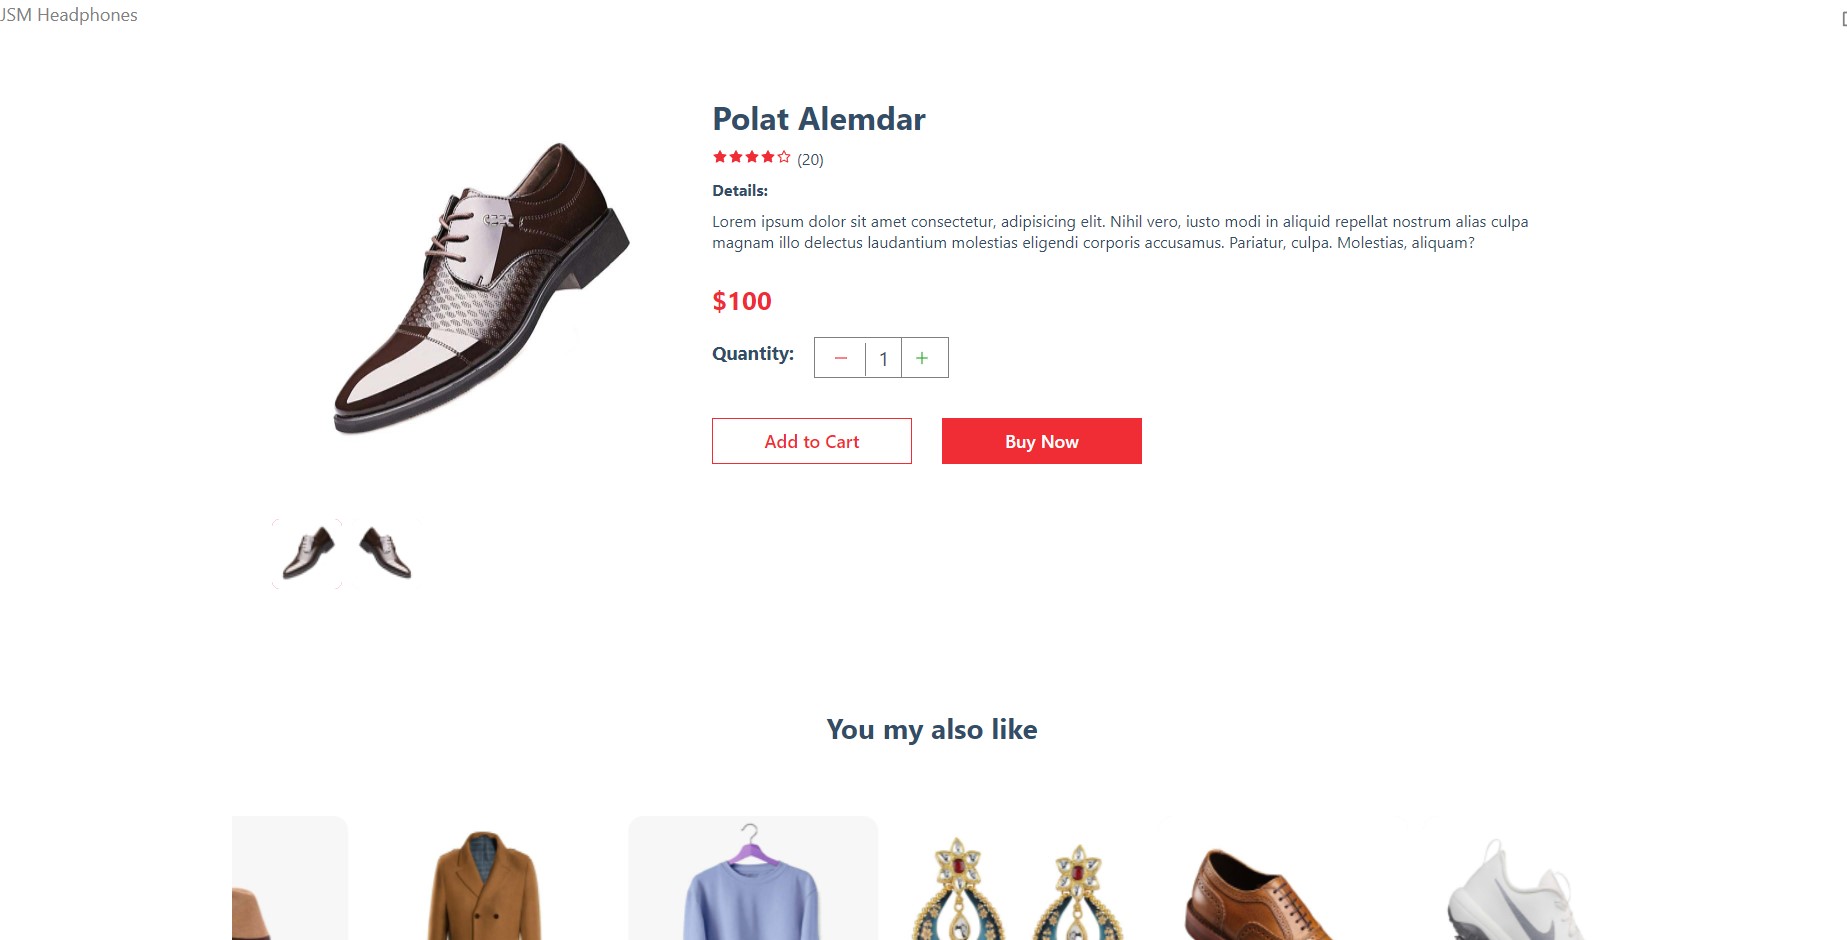 JSM Headphones
Polat Alemdar
(20)
Details:
Lorem ipsum dolor sit amet consectetur, adipisicing elit. Nihil vero, iusto modi in aliquid repellat nostrum alias culpa
magnam illo delectus laudantium molestias eligendi corporis accusamus. Pariatur, culpa. Molestias, aliquam?
$100
Quantity: − 1 +
Add to Cart Buy Now
You my also like